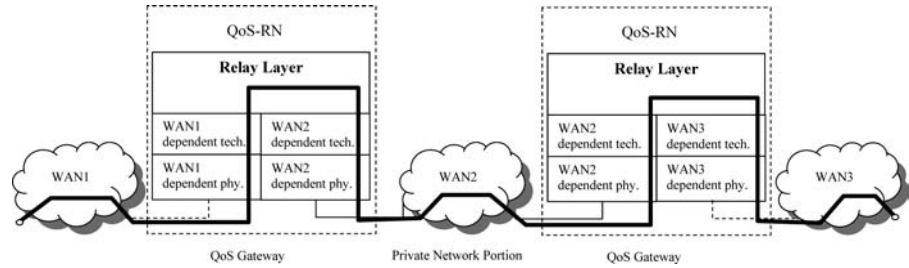 QoS-RN
QoS-RN
Relay Layer
Relay Layer
WAN1
dependent tech.
WAN2
dependent tech.
WAN2
dependent tech.
WAN3
dependent tech.
WAN1
WAN1
dependent phy.
WAN2
dependent phy.
WAN2
WAN2
dependent phy.
WAN3
dependent phy.
WAN3
QoS Gateway
Private Network Portion
QoS Gateway